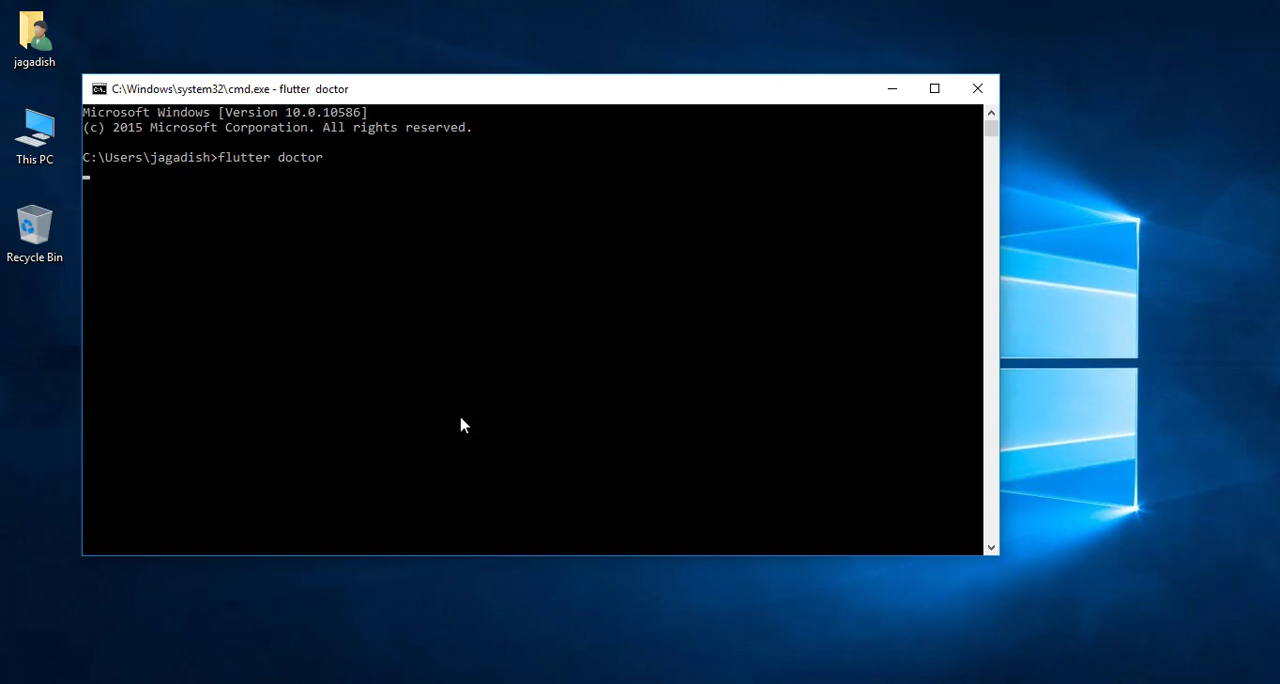 jagadish
This PC
Recycle Bin
C:\Windows\system32\cmd.exe - flutter  doctor
Microsoft Windows [Version 10.0.10586]
(c) 2015 Microsoft Corporation. All rights reserved.
C:\Users\jagadish>flutter doctor